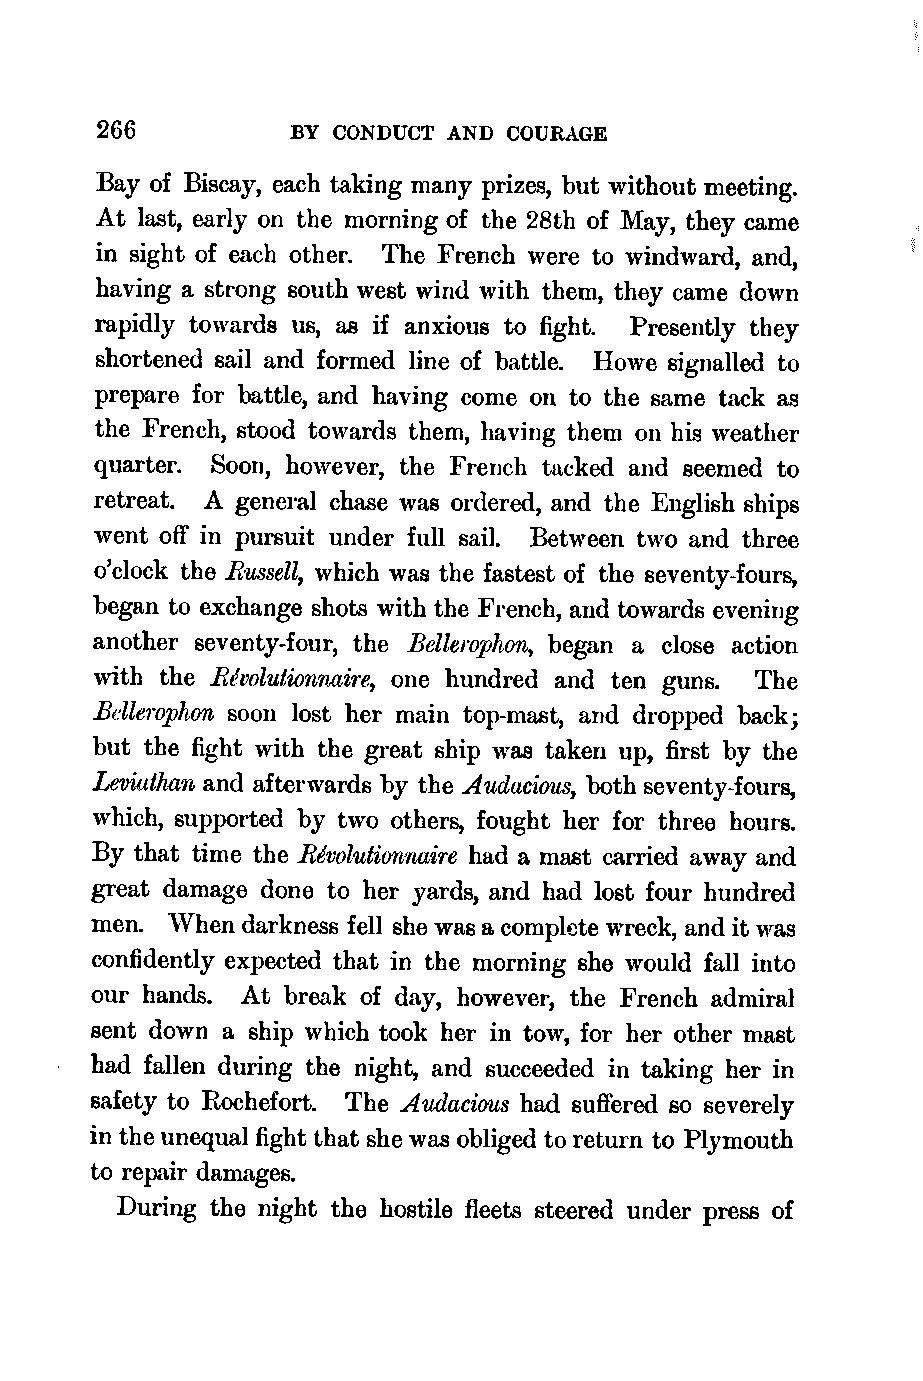 266 BY CONDUCT AND COURAGE
Bay of Biscay, each taking many prizes, but without meeting.
At last, early on the morning of the 28th of May, they came
in sight of each other. The French were to windward, and,
having a strong south west wind with them, they came down
rapidly towards us, as if anxious to fight. Presently they
shortened sail and formed line of battle. Howe signalled to
prepare for battle, and having come on to the same tack as
the French, stood towards them, having them on his weather
quarter. Soon, however, the French tacked and seemed to
retreat. A general chase was ordered, and the English ships
went off in pursuit under full sail. Between two and three
o'clock the Russell, which was the fastest of the seventy-fours,
began to exchange shots with the French, and towards evening
another seventy-four, the Bellerophon, began a close action
with the Révolutionnaire, one hundred and ten guns. The
Bellerophon soon lost her main top-mast, and dropped back;
but the fight with the great ship was taken up, first by the
Leviathan and afterwards by the Audacious, both seventy-fours,
which, supported by two others, fought her for three hours.
By that time the Révolutionnaire had a mast carried away and
great damage done to her yards, and had lost four hundred
men. When darkness fell she was a complete wreck, and it was
confidently expected that in the morning she would fall into
our hands. At break of day, however, the French admiral
sent down a ship which took her in tow, for her other mast
had fallen during the night, and succeeded in taking her in
safety to Rochefort. The Audacious had suffered so severely
in the unequal fight that she was obliged to return to Plymouth
to repair damages.
During the night the hostile fleets steered under press of